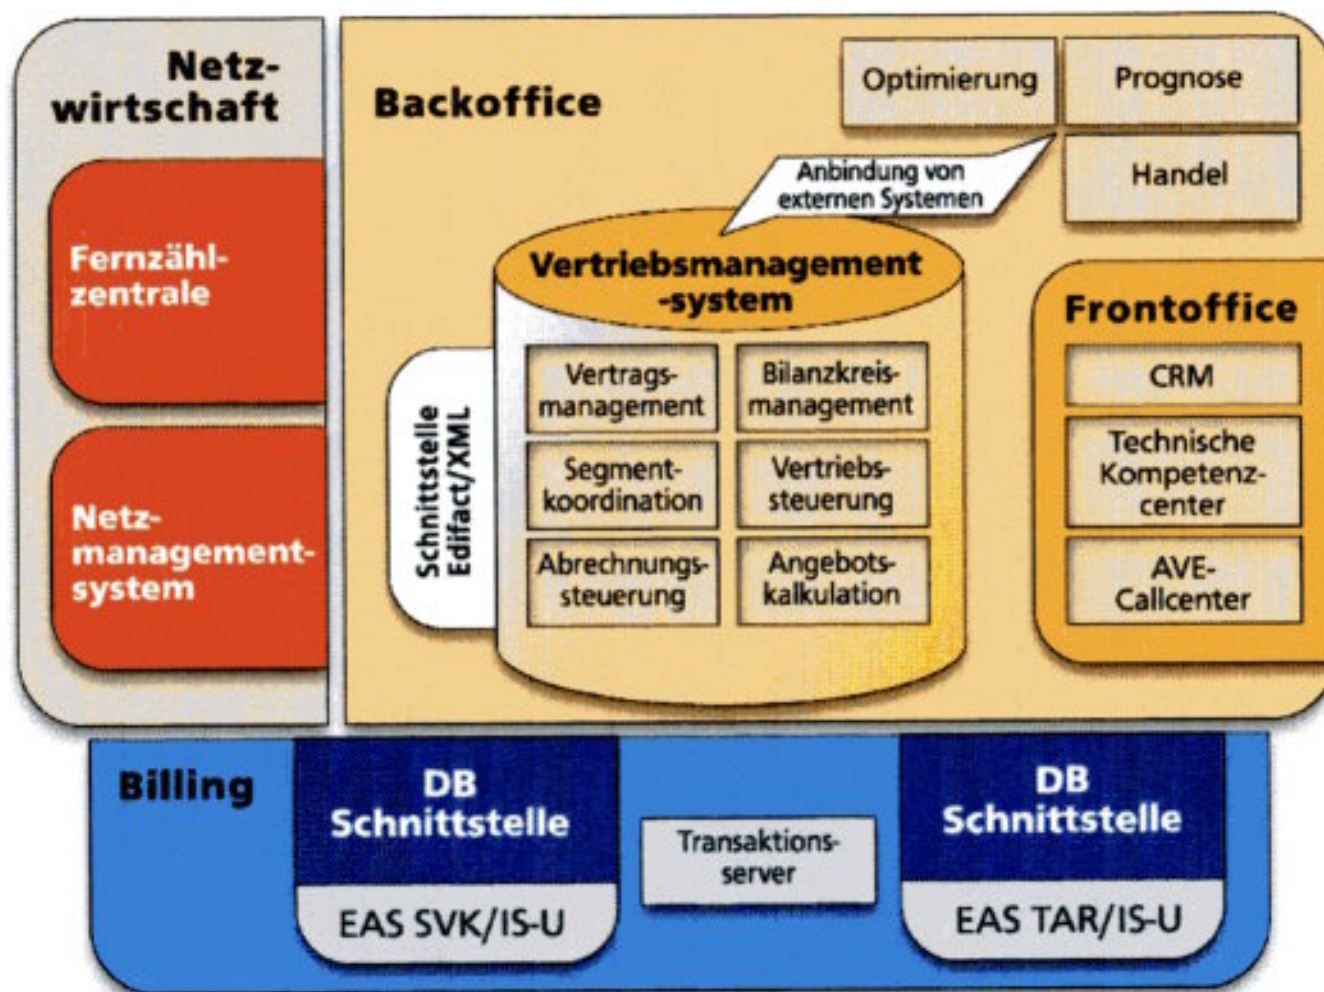 Netz-
wirtschaft
Fernzähl-
zentrale
Netz-
management-
system
Backoffice
Optimierung
Prognose
Handel
Anbindung von
externen Systemen
Vertriebsmanagement
-system
Schnittstelle
Edifact/XML
Vertrags-
management
Bilanzkreis-
management
Segment-
koordination
Vertriebs-
steuerung
Abrechnungs-
steuerung
Angebots-
kalkulation
Frontoffice
CRM
Technische
Kompetenz-
center
AVE-
Callcenter
Billing
DB
Schnittstelle
EAS SVK/IS-U
Transaktions-
server
DB
Schnittstelle
EAS TAR/IS-U